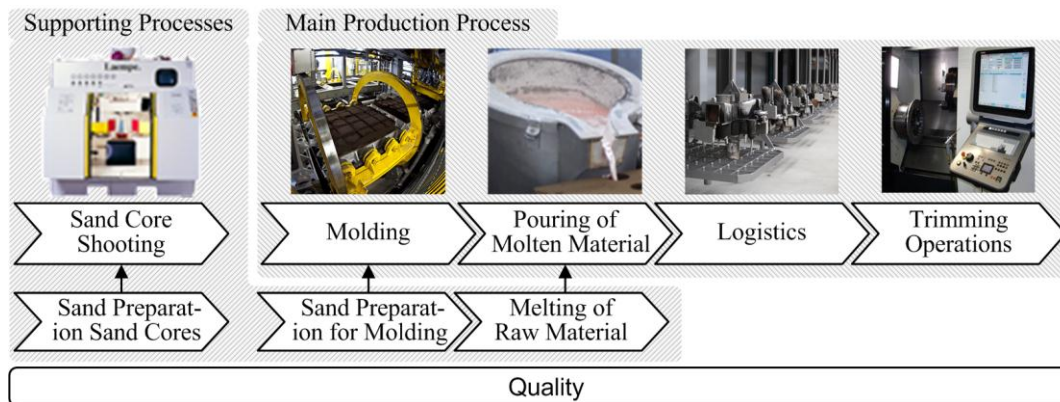 Supporting Processes
Main Production Process
Laempe.
Sand Core
Shooting
Molding
Pouring of
Molten Material
Logistics
Trimming
Operations
Sand Preparat-
ion Sand Cores
Sand Preparat-
ion for Molding
Melting of
Raw Material
Quality